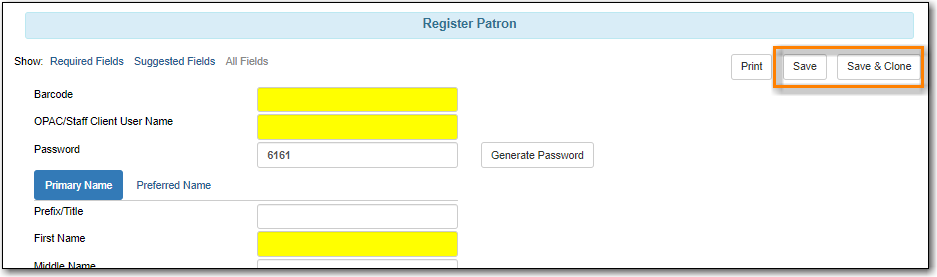 Register Patron
Show: Required Fields Suggested Fields All Fields Print Save Save & Clone
Barcode
OPAC/Staff Client User Name
Password 6161 Generate Password
Primary Name Preferred Name
Prefix/Title
First Name
Middle Name